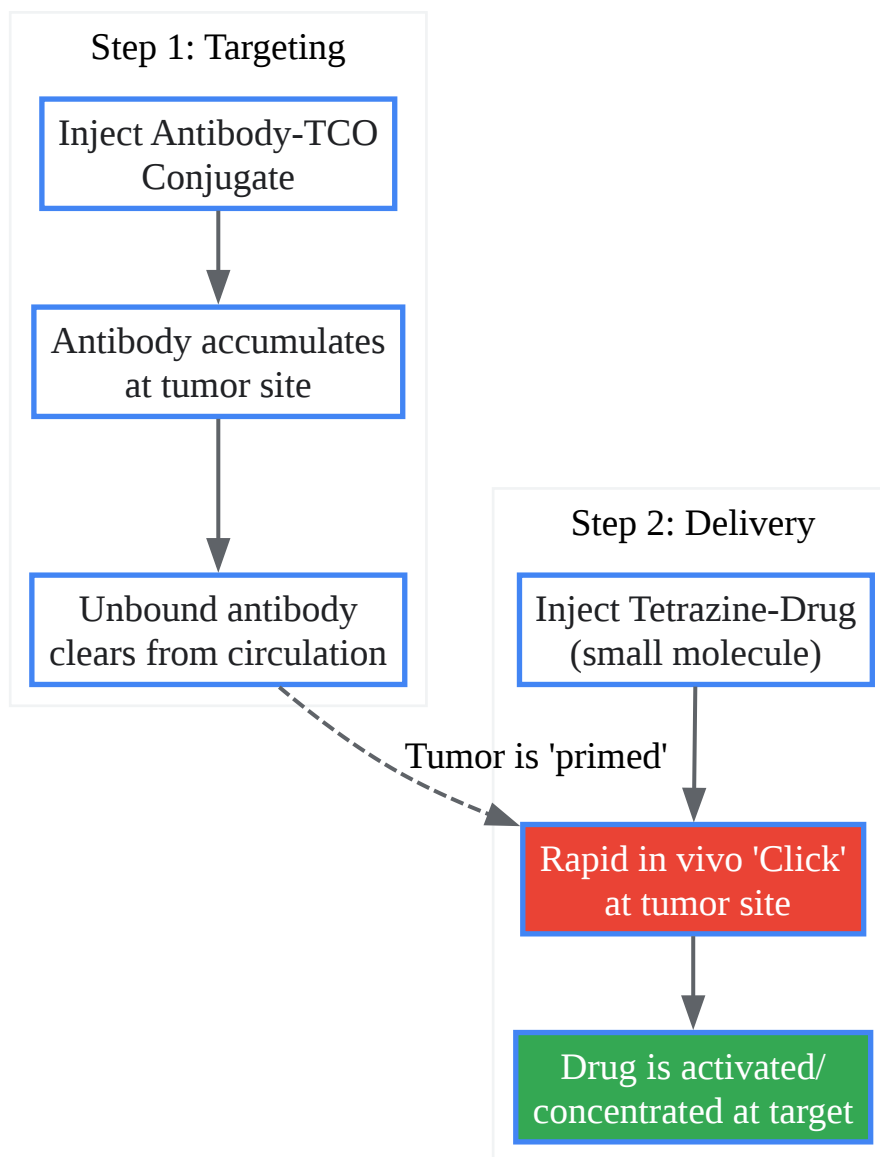 Step 1: Targeting
Inject Antibody-TCO
Conjugate
Antibody accumulates
at tumor site
Unbound antibody
clears from circulation
Step 2: Delivery
Inject Tetrazine-Drug
(small molecule)
Tumor is 'primed'
Rapid in vivo 'Click'
at tumor site
Drug is activated/
concentrated at target